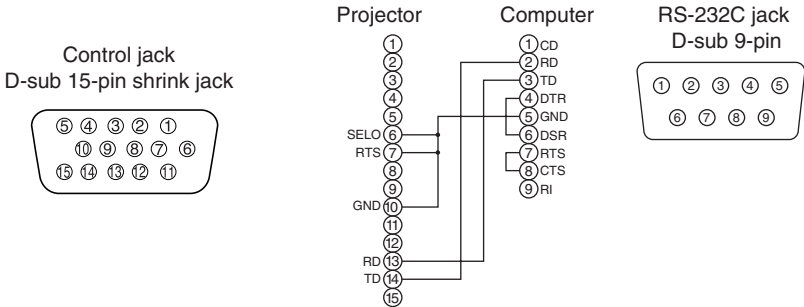 Control jack
D-sub 15-pin shrink jack
5 4 3 2 1
10 9 8 7 6
15 14 13 12 11
Projector
1
2
3
4
5
SELO 6
RTS 7
8
9
GND 10
11
12
RD 13
TD 14
15
Computer
1 CD
2 RD
3 TD
4 DTR
5 GND
6 DSR
7 RTS
8 CTS
9 RI
RS-232C jack
D-sub 9-pin
1 2 3 4 5
6 7 8 9